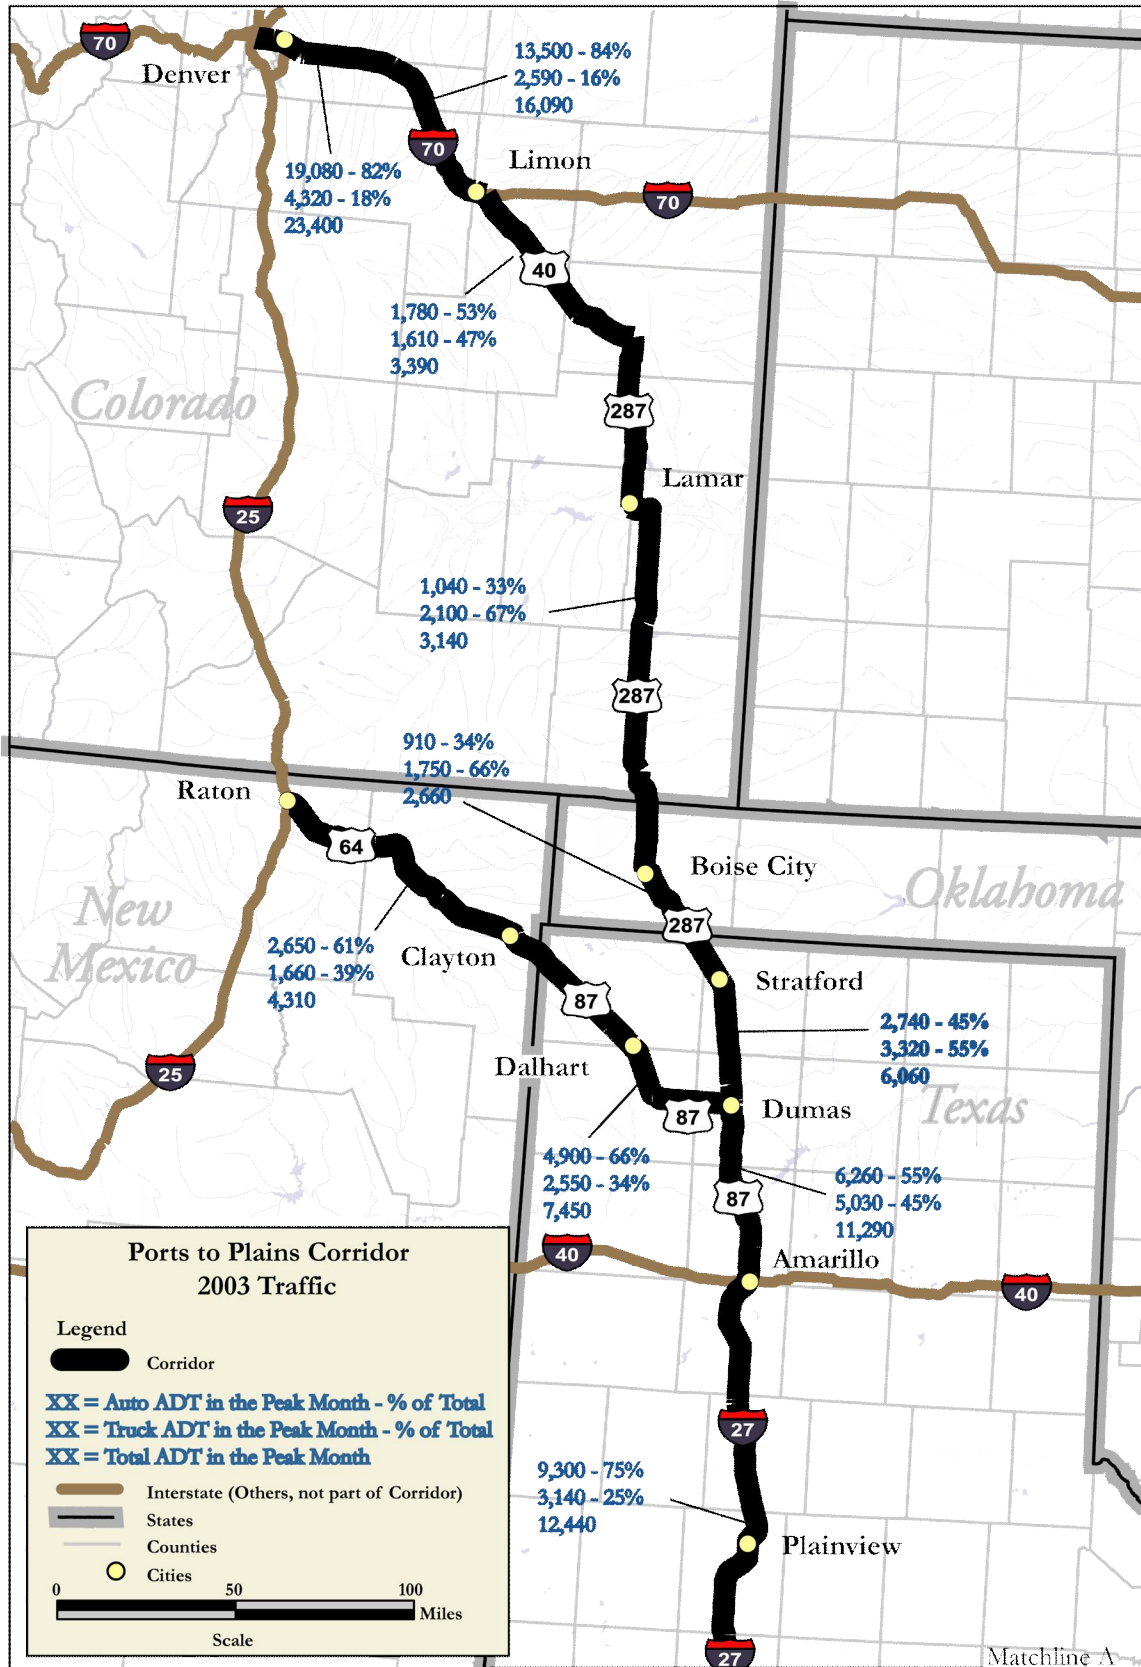 70
Denver
13,500 - 84%
2,590 - 16%
16,090
70
Limon
19,080 - 82%
4,320 - 18%
23,400
70
40
1,780 - 53%
1,610 - 47%
3,390
Colorado
287
Lamar
25
1,040 - 33%
2,100 - 67%
3,140
287
910 - 34%
1,750 - 66%
2,660
Raton
64
Boise City
New
Mexico
Oklahoma
287
2,650 - 61%
1,660 - 39%
4,310
Clayton
87
Stratford
2,740 - 45%
3,320 - 55%
6,060
25
Dalhart
87
Dumas
Texas
4,900 - 66%
2,550 - 34%
7,450
6,260 - 55%
5,030 - 45%
11,290
87
40
Amarillo
40
27
9,300 - 75%
3,140 - 25%
12,440
Plainview
27
Matchline A
Ports to Plains Corridor
2003 Traffic
Legend
Corridor
XX = Auto ADT in the Peak Month - % of Total
XX = Truck ADT in the Peak Month - % of Total
XX = Total ADT in the Peak Month
Interstate (Others, not part of Corridor)
States
Counties
Cities
0 50 100
Miles
Scale